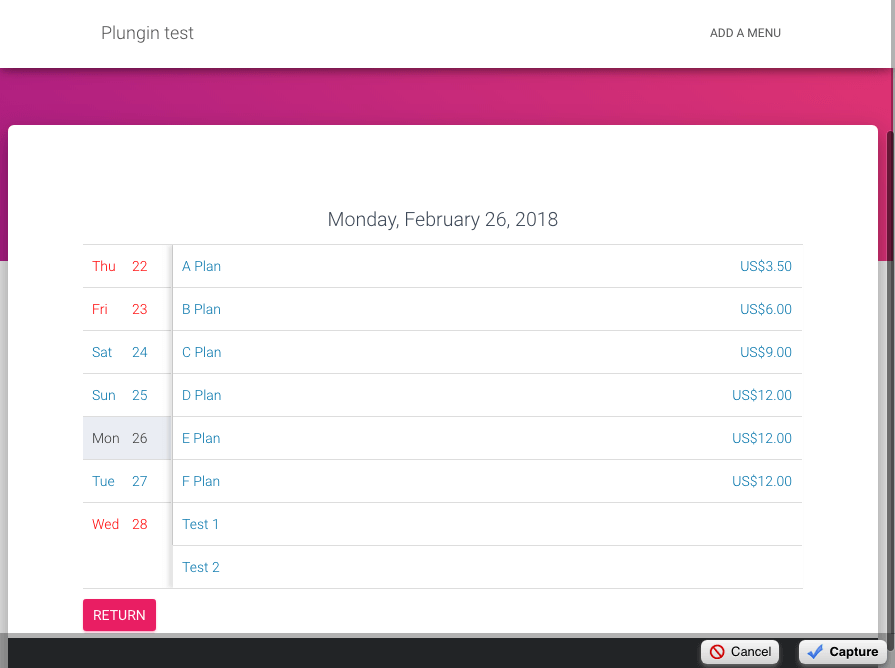 Plungin test
ADD A MENU
Monday, February 26, 2018
Thu 22 A Plan US$3.50
Fri 23 B Plan US$6.00
Sat 24 C Plan US$9.00
Sun 25 D Plan US$12.00
Mon 26 E Plan US$12.00
Tue 27 F Plan US$12.00
Wed 28 Test 1
Test 2
RETURN
Cancel Capture